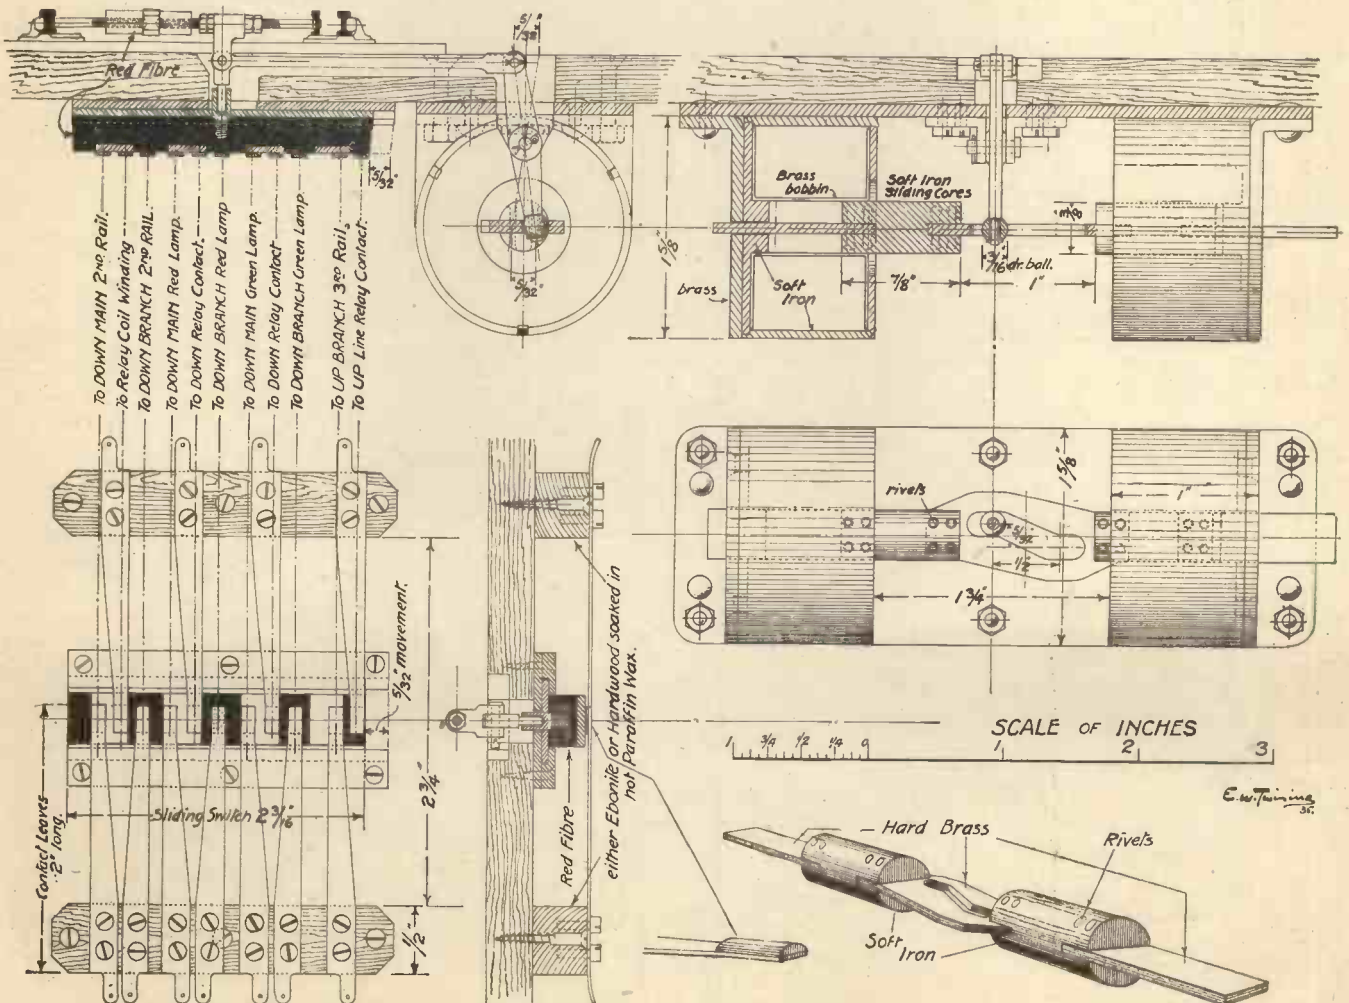 5/32"
Red Fibre
5/32"
To DOWN MAIN 2ND Rail.
To Relay Coil Winding
To DOWN BRANCH 2ND RAIL.
To DOWN MAIN Red Lamp.
To DOWN Relay Contact.
To DOWN BRANCH Red Lamp
To DOWN MAIN Green Lamp.
To DOWN Relay Contact
To DOWN BRANCH Green Lamp
To UP BRANCH 3RD Rail.
To UP Line Relay Contact.
5/32"
1 5/8"
Brass
bobbin
Soft Iron
Sliding Cores
3/8
brass
Soft
Iron
7/8"
3/16" dr. ball.
1"
rivets
5/32
1/2"
1 5/8"
1"
1 3/4"
5/32" movement.
2 3/4"
Contact Leaves
2" long.
Sliding Switch 2 3/16"
1/2"
Red Fibre
either Ebonite or Hardwood soaked in
not Paraffin Wax.
SCALE OF INCHES
1 3/4 1/2 1/4 0 1 2 3
E.W. Twining
36.
Hard Brass
Rivets
Soft
Iron